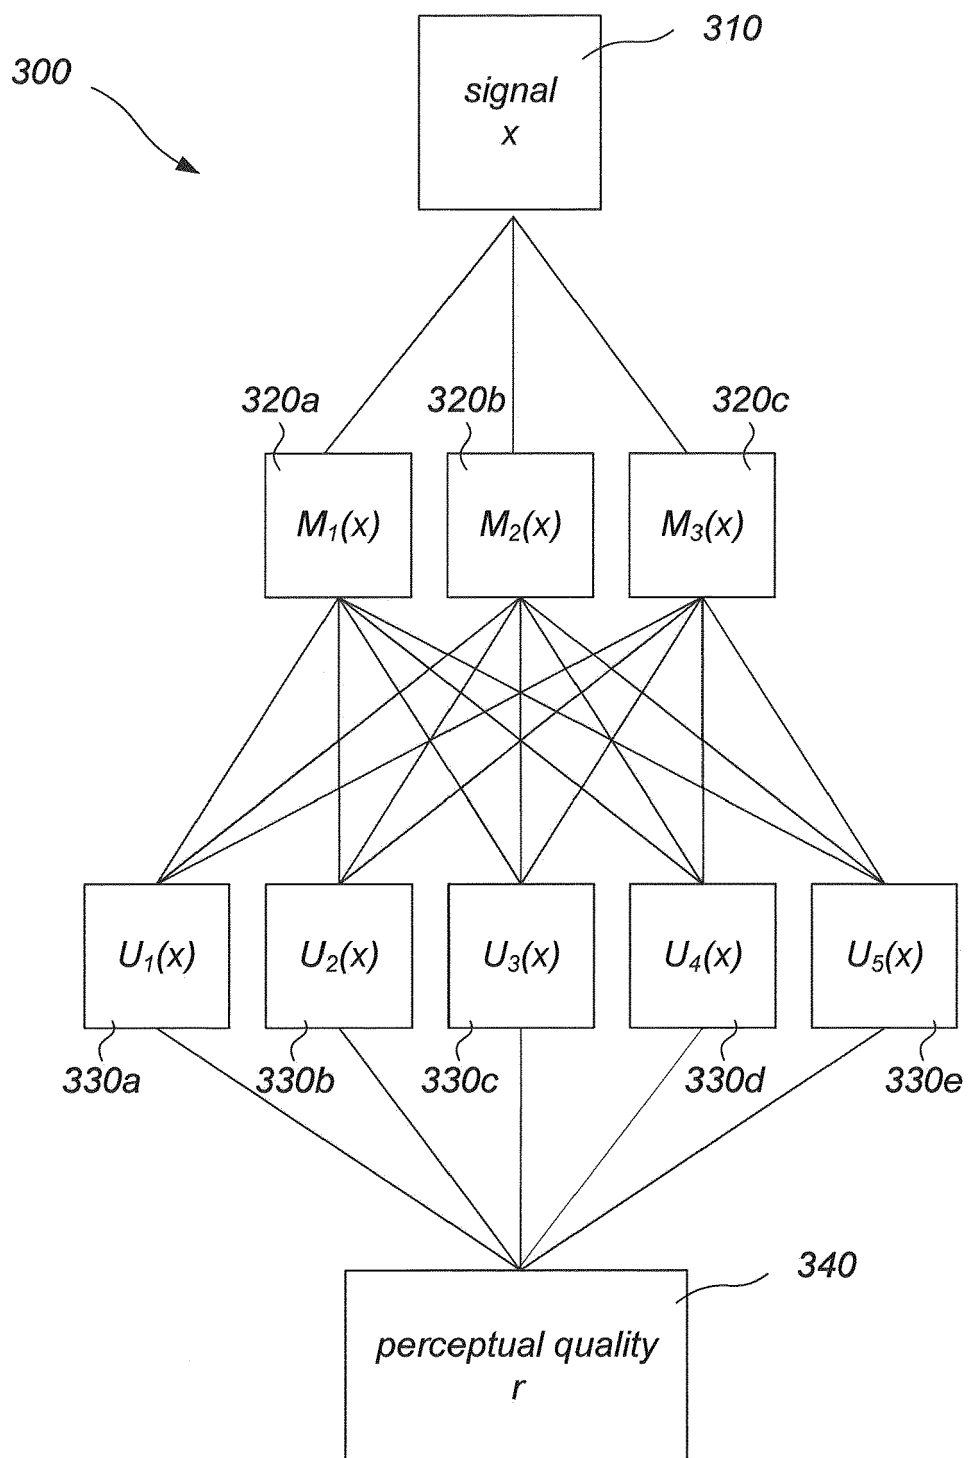 310
300
signal
x
320a
320b
320c
M₁(x)
M₂(x)
M₃(x)
U₁(x)
U₂(x)
U₃(x)
U₄(x)
U₅(x)
330a
330b
330c
330d
330e
340
perceptual quality
r